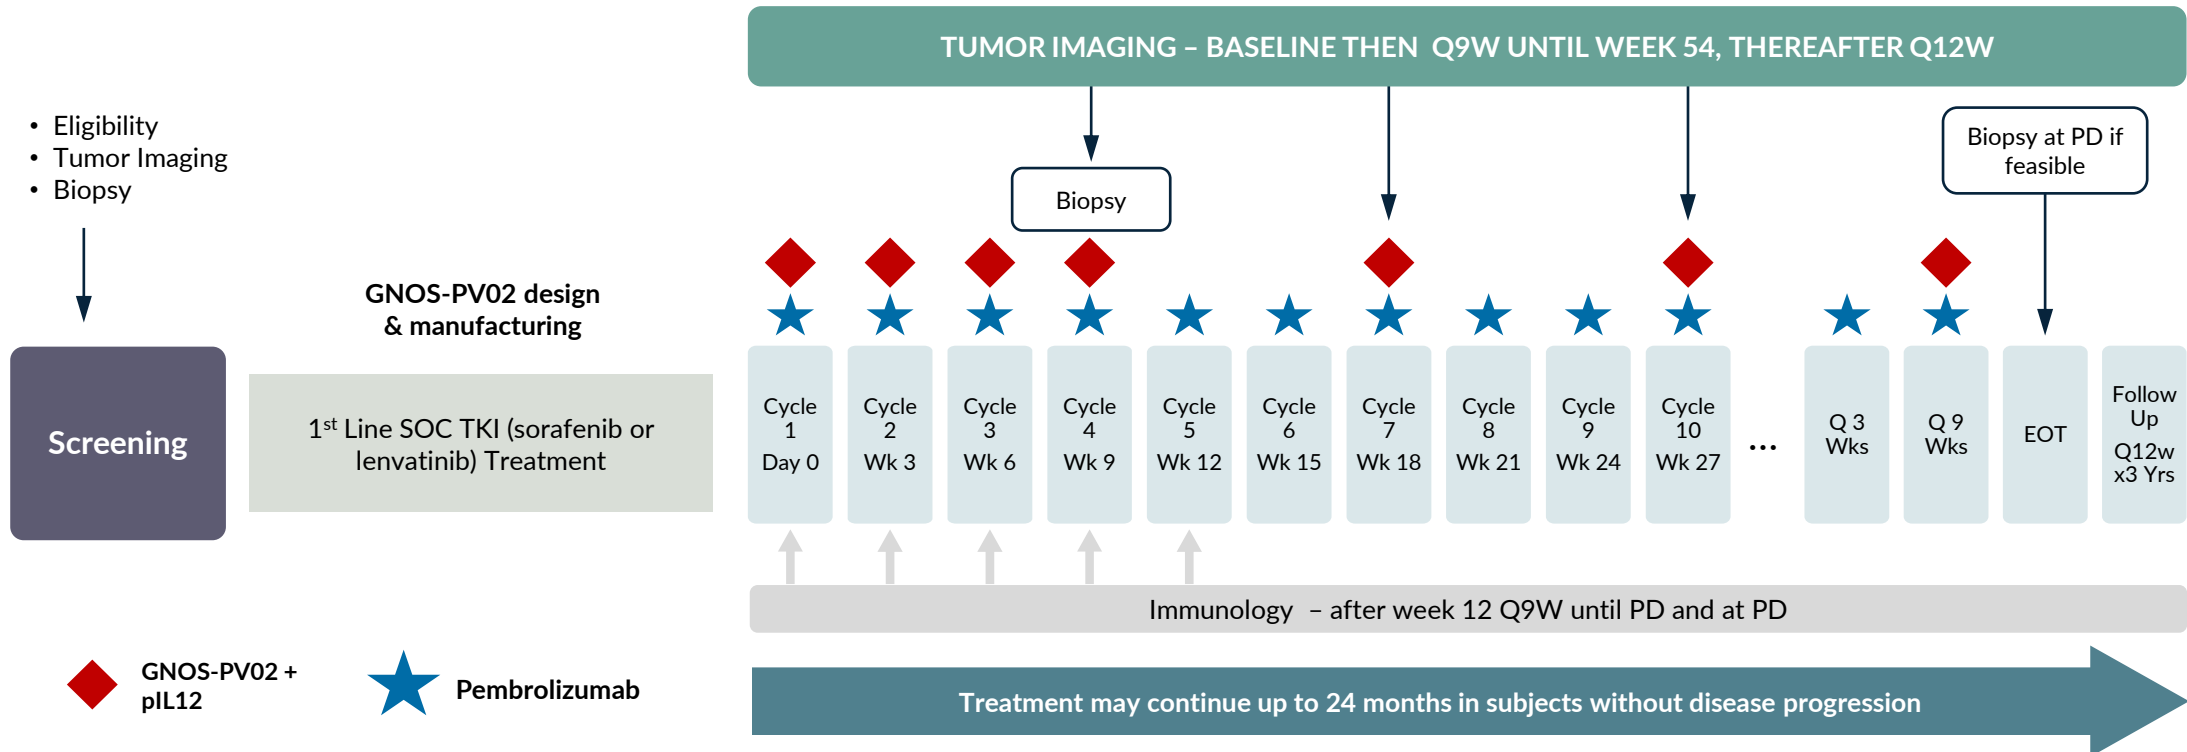 TUMOR IMAGING – BASELINE THEN Q9W UNTIL WEEK 54, THEREAFTER Q12W
• Eligibility
• Tumor Imaging
• Biopsy
Biopsy
Biopsy at PD if
feasible
GNOS-PV02 design
& manufacturing
Screening
1st Line SOC TKI (sorafenib or
lenvatinib) Treatment
Cycle
1
Day 0
Cycle
2
Wk 3
Cycle
3
Wk 6
Cycle
4
Wk 9
Cycle
5
Wk 12
Cycle
6
Wk 15
Cycle
7
Wk 18
Cycle
8
Wk 21
Cycle
9
Wk 24
Cycle
10
Wk 27
...
Q 3
Wks
Q 9
Wks
EOT
Follow
Up
Q12w
x3 Yrs
Immunology – after week 12 Q9W until PD and at PD
GNOS-PV02 +
pIL12
Pembrolizumab
Treatment may continue up to 24 months in subjects without disease progression